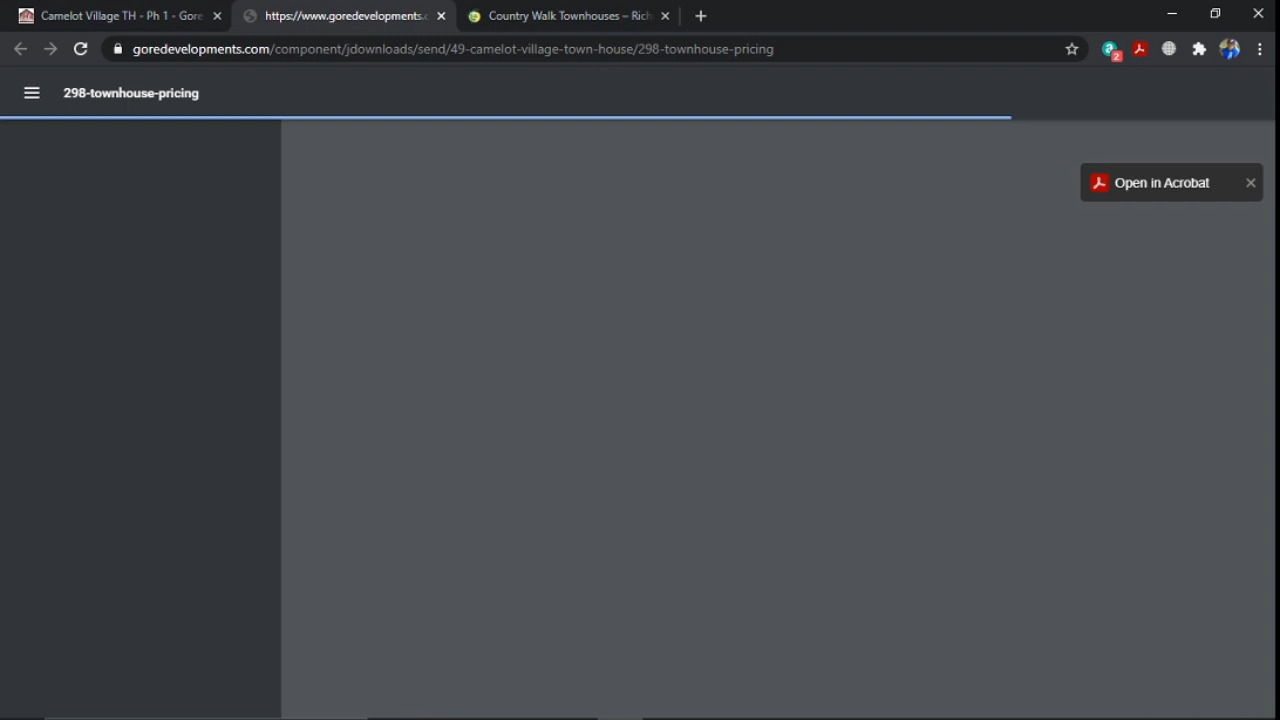 Camelot Village TH - Ph 1 - Gore
https://www.goredevelopments.c
Country Walk Townhouses – Rich
goredevelopments.com/component/jdownloads/send/49-camelot-village-town-house/298-townhouse-pricing
2
298-townhouse-pricing
Open in Acrobat